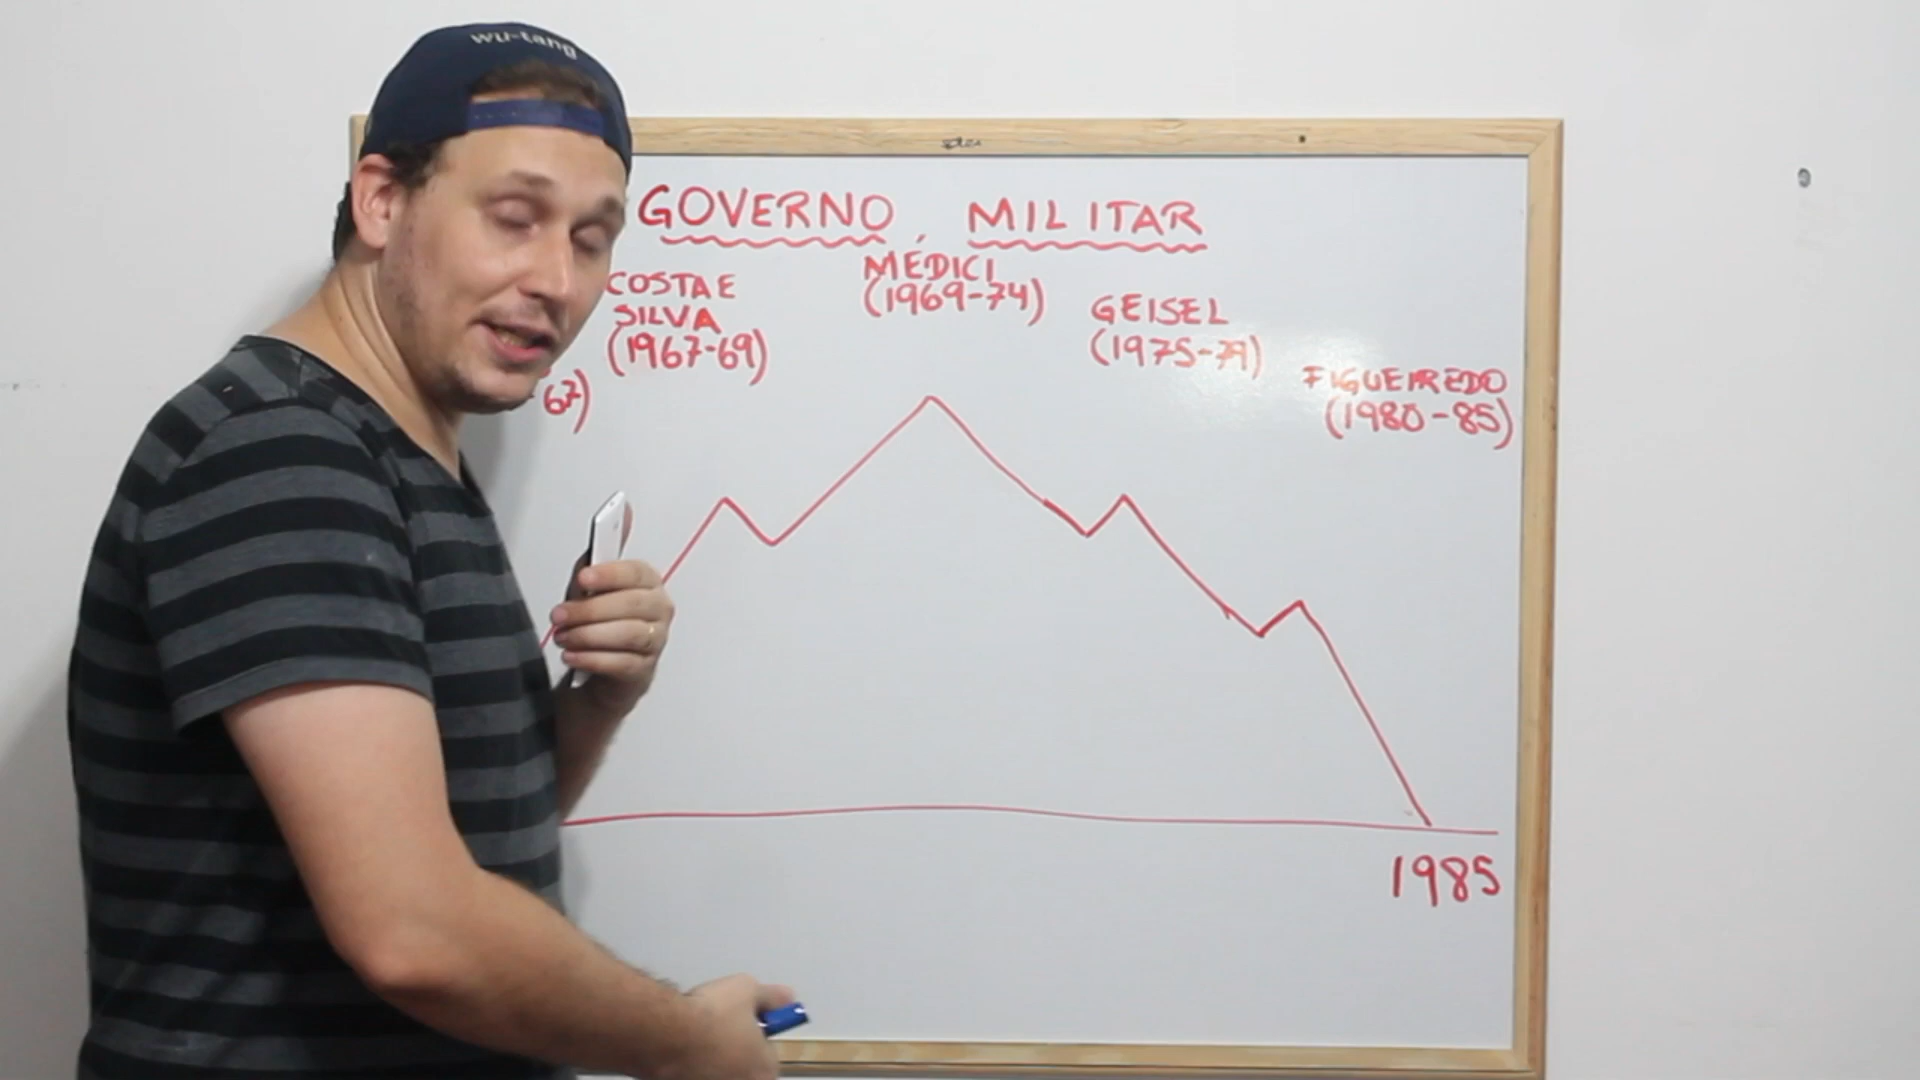 wu-tang
GOVERNO MILITAR
COSTA E
SILVA
(1967-69)
67)
MÉDICI
(1969-74)
GEISEL
(1975-79)
FIGUEIREDO
(1980-85)
1985